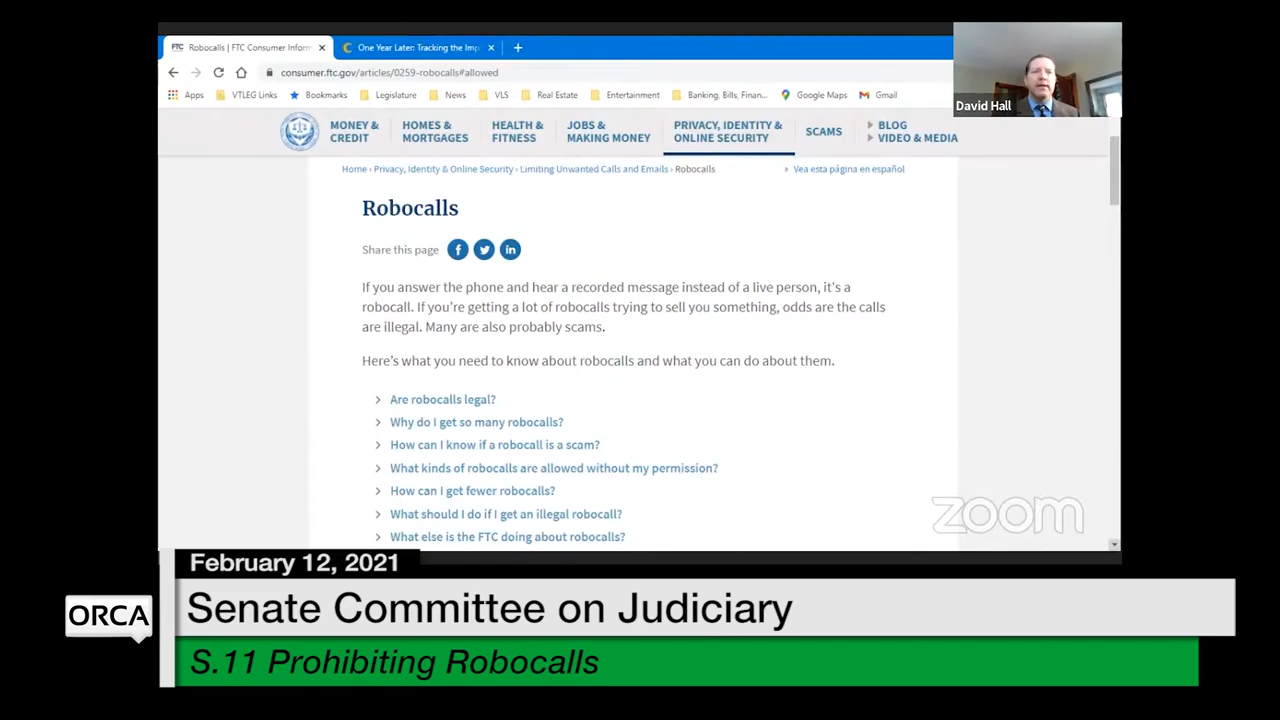 FTC Robocalls | FTC Consumer Inform
One Year Later: Tracking the Imp
consumer.ftc.gov/articles/0259-robocalls#allowed
Apps VTLEG Links Bookmarks Legislature News VLS Real Estate Entertainment Banking, Bills, Finan... Google Maps Gmail
David Hall
MONEY & CREDIT
HOMES & MORTGAGES
HEALTH & FITNESS
JOBS & MAKING MONEY
PRIVACY, IDENTITY & ONLINE SECURITY
SCAMS
BLOG
VIDEO & MEDIA
Home › Privacy, Identity & Online Security › Limiting Unwanted Calls and Emails › Robocalls
Vea esta página en español
Robocalls
Share this page
If you answer the phone and hear a recorded message instead of a live person, it's a
robocall. If you’re getting a lot of robocalls trying to sell you something, odds are the calls
are illegal. Many are also probably scams.
Here’s what you need to know about robocalls and what you can do about them.
Are robocalls legal?
Why do I get so many robocalls?
How can I know if a robocall is a scam?
What kinds of robocalls are allowed without my permission?
How can I get fewer robocalls?
What should I do if I get an illegal robocall?
What else is the FTC doing about robocalls?
zoom
February 12, 2021
ORCA
Senate Committee on Judiciary
S.11 Prohibiting Robocalls